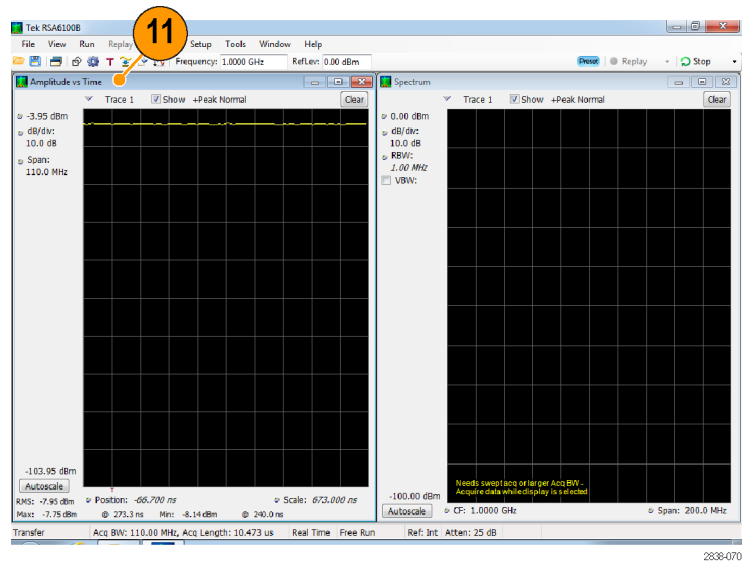 Tek RSA6100B
11
File View Run Replay Setup Tools Window Help
T Frequency: 1.0000 GHz RefLev: 0.00 dBm Preset Replay Stop
Amplitude vs Time
Trace 1 Show +Peak Normal Clear
-3.95 dBm
dB/div:
10.0 dB
Span:
110.0 MHz
-103.95 dBm
Autoscale
Position: -66.700 ns Scale: 673.000 ns
RMS: -7.95 dBm
Max: -7.75 dBm @ 273.3 ns Min: -8.14 dBm @ 240.0 ns
Spectrum
Trace 1 Show +Peak Normal Clear
0.00 dBm
dB/div:
10.0 dB
RBW:
1.00 MHz
VBW:
Needs swept acq or larger Acq BW -
Acquire data while display is selected
-100.00 dBm
Autoscale CF: 1.0000 GHz Span: 200.0 MHz
Transfer Acq BW: 110.00 MHz, Acq Length: 10.473 us Real Time Free Run Ref: Int Atten: 25 dB
2838-070